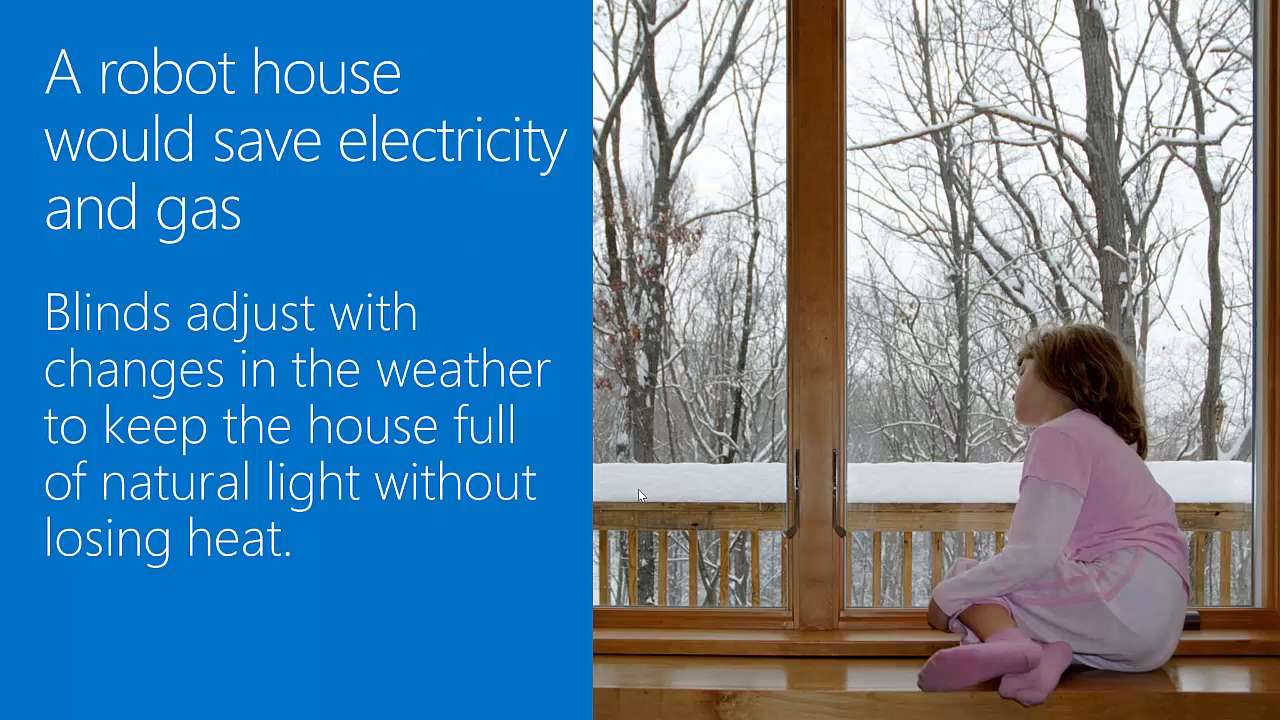 A robot house
would save electricity
and gas
Blinds adjust with
changes in the weather
to keep the house full
of natural light without
losing heat.